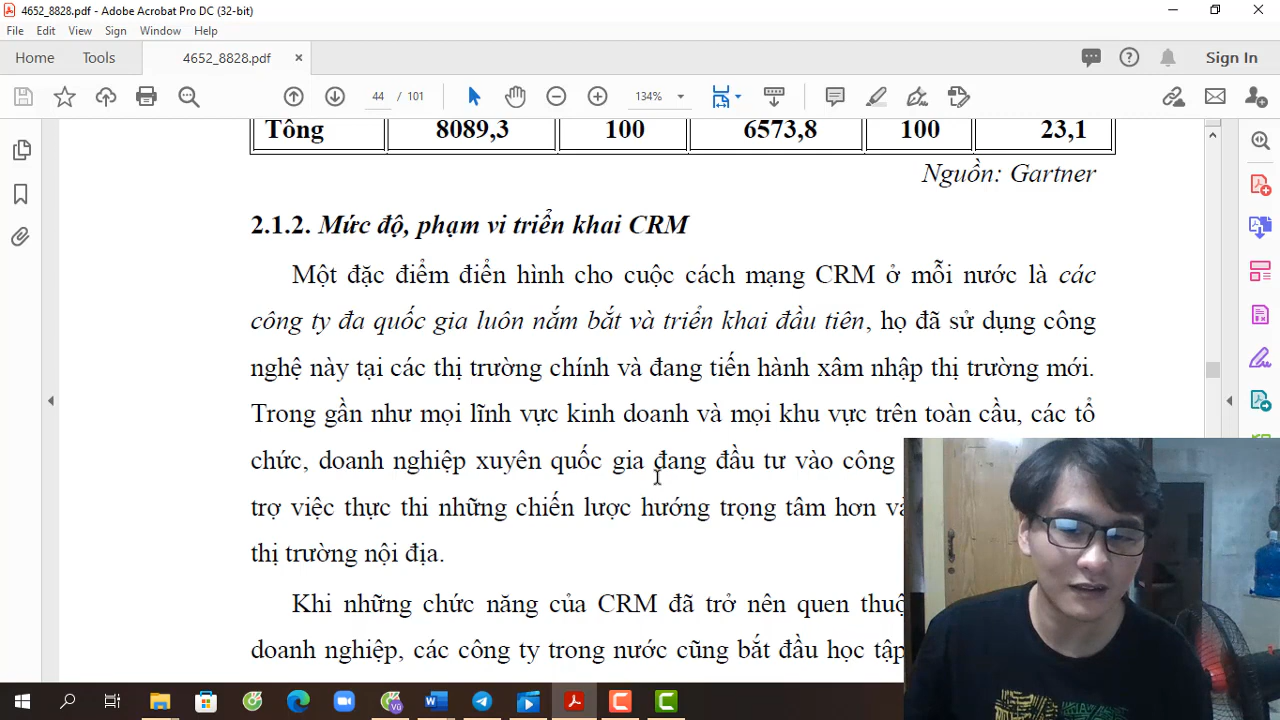 4652_8828.pdf - Adobe Acrobat Pro DC (32-bit)
File Edit View Sign Window Help
Home Tools 4652_8828.pdf × Sign In
44 / 101 134%
Tổng 8089,3 100 6573,8 100 23,1
Nguồn: Gartner
2.1.2. Mức độ, phạm vi triển khai CRM
Một đặc điểm điển hình cho cuộc cách mạng CRM ở mỗi nước là các
công ty đa quốc gia luôn nắm bắt và triển khai đầu tiên, họ đã sử dụng công
nghệ này tại các thị trường chính và đang tiến hành xâm nhập thị trường mới.
Trong gần như mọi lĩnh vực kinh doanh và mọi khu vực trên toàn cầu, các tổ
chức, doanh nghiệp xuyên quốc gia đang đầu tư vào công
trợ việc thực thi những chiến lược hướng trọng tâm hơn
thị trường nội địa.
Khi những chức năng của CRM đã trở nên quen
doanh nghiệp, các công ty trong nước cũng bắt đầu học tập